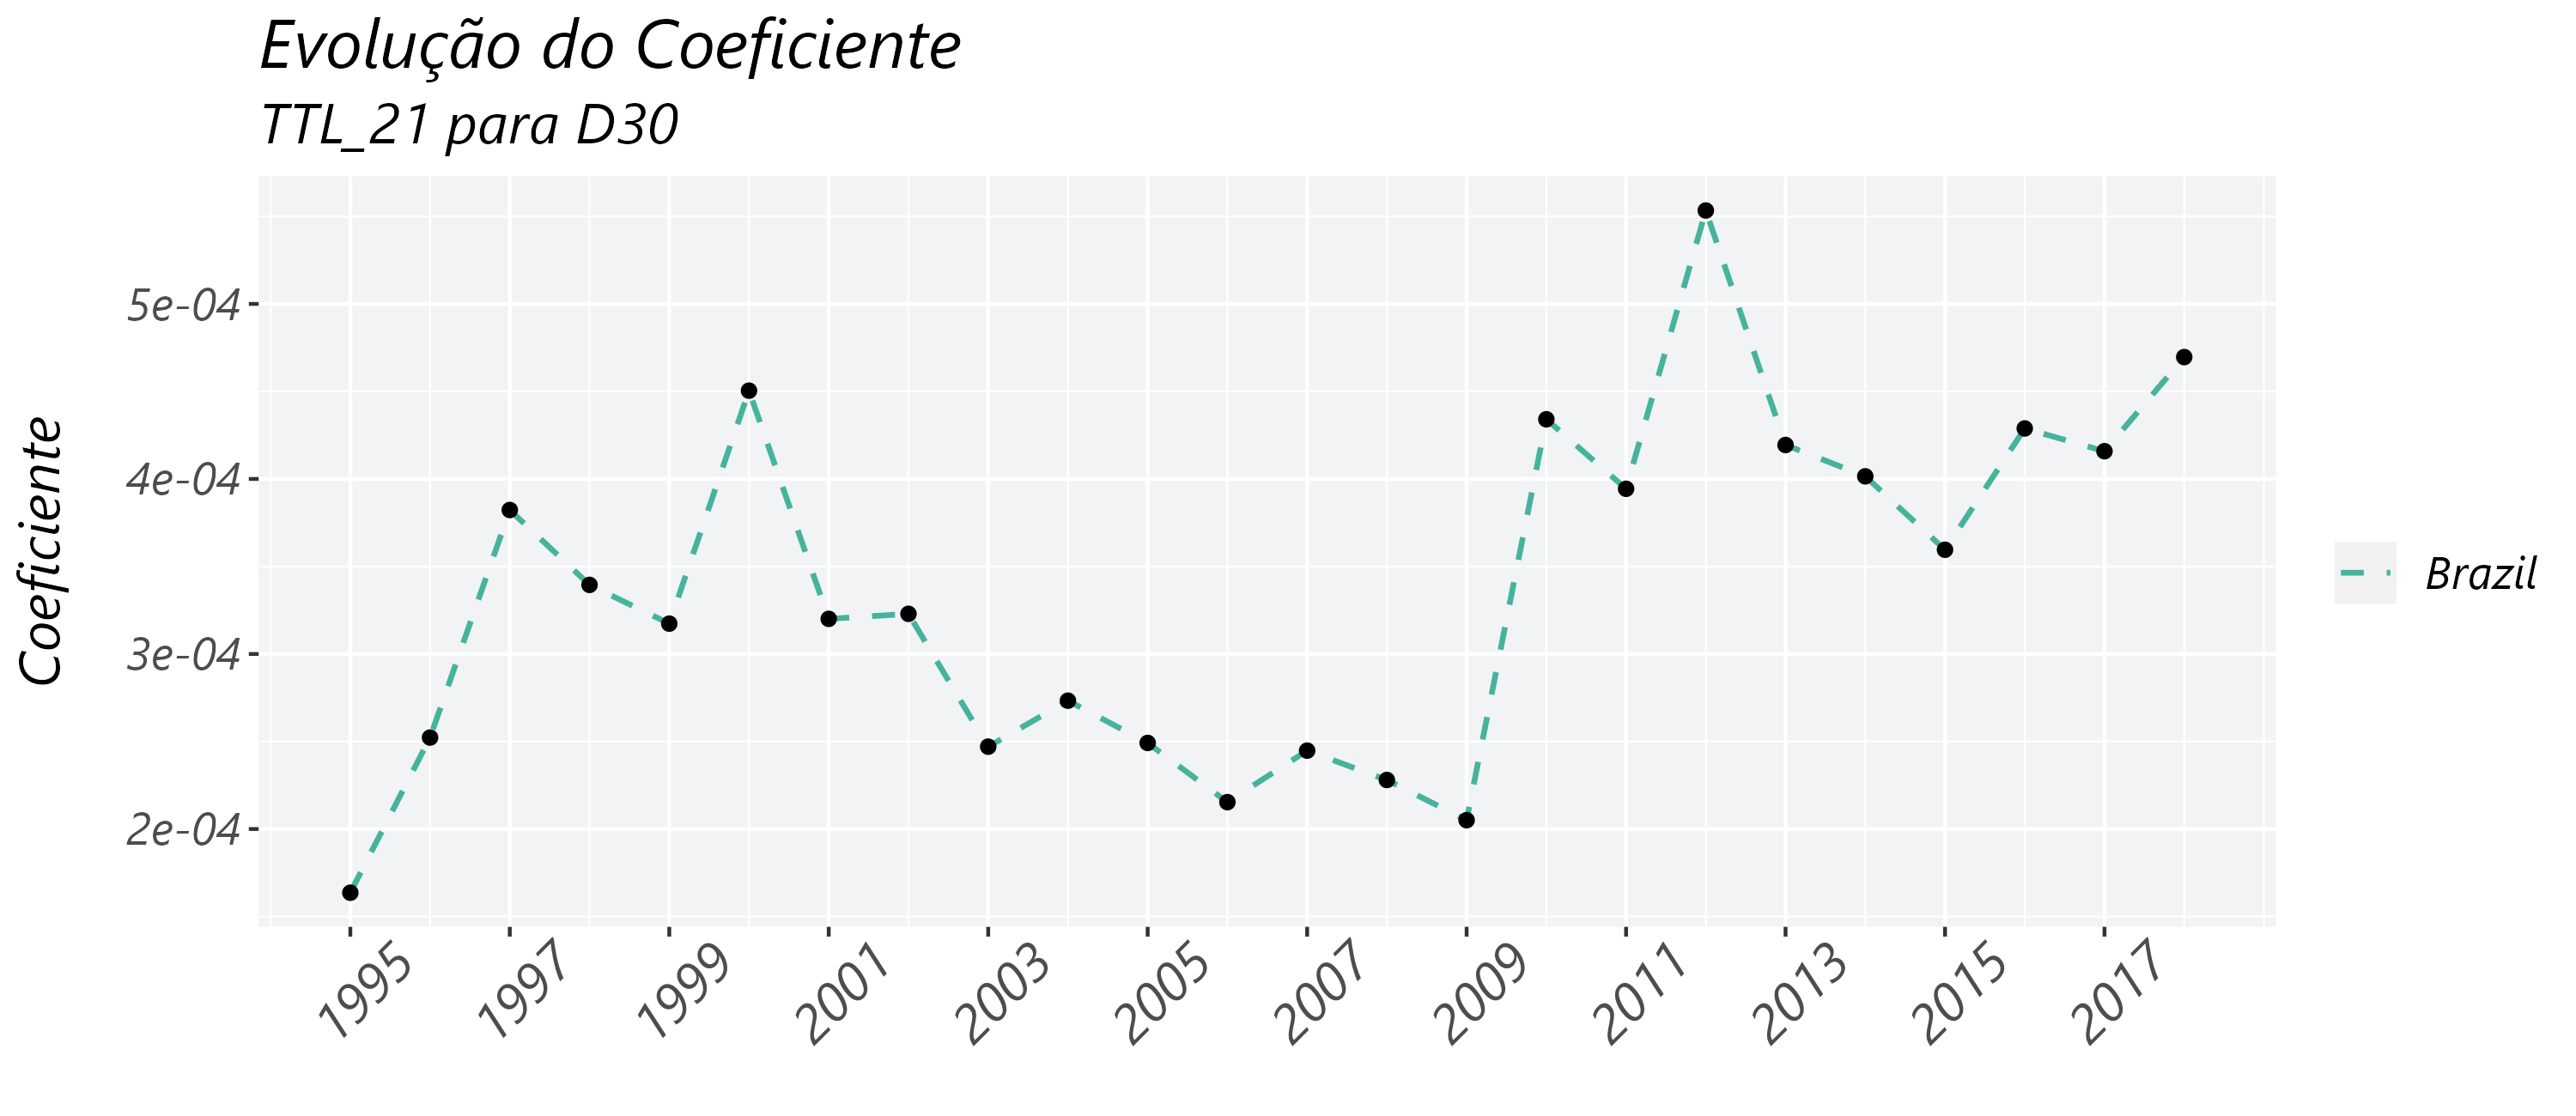 Evolução do Coeficiente
TTL_21 para D30
Coeficiente
5e-04
4e-04
3e-04
2e-04
1995
1997
1999
2001
2003
2005
2007
2009
2011
2013
2015
2017
Brazil